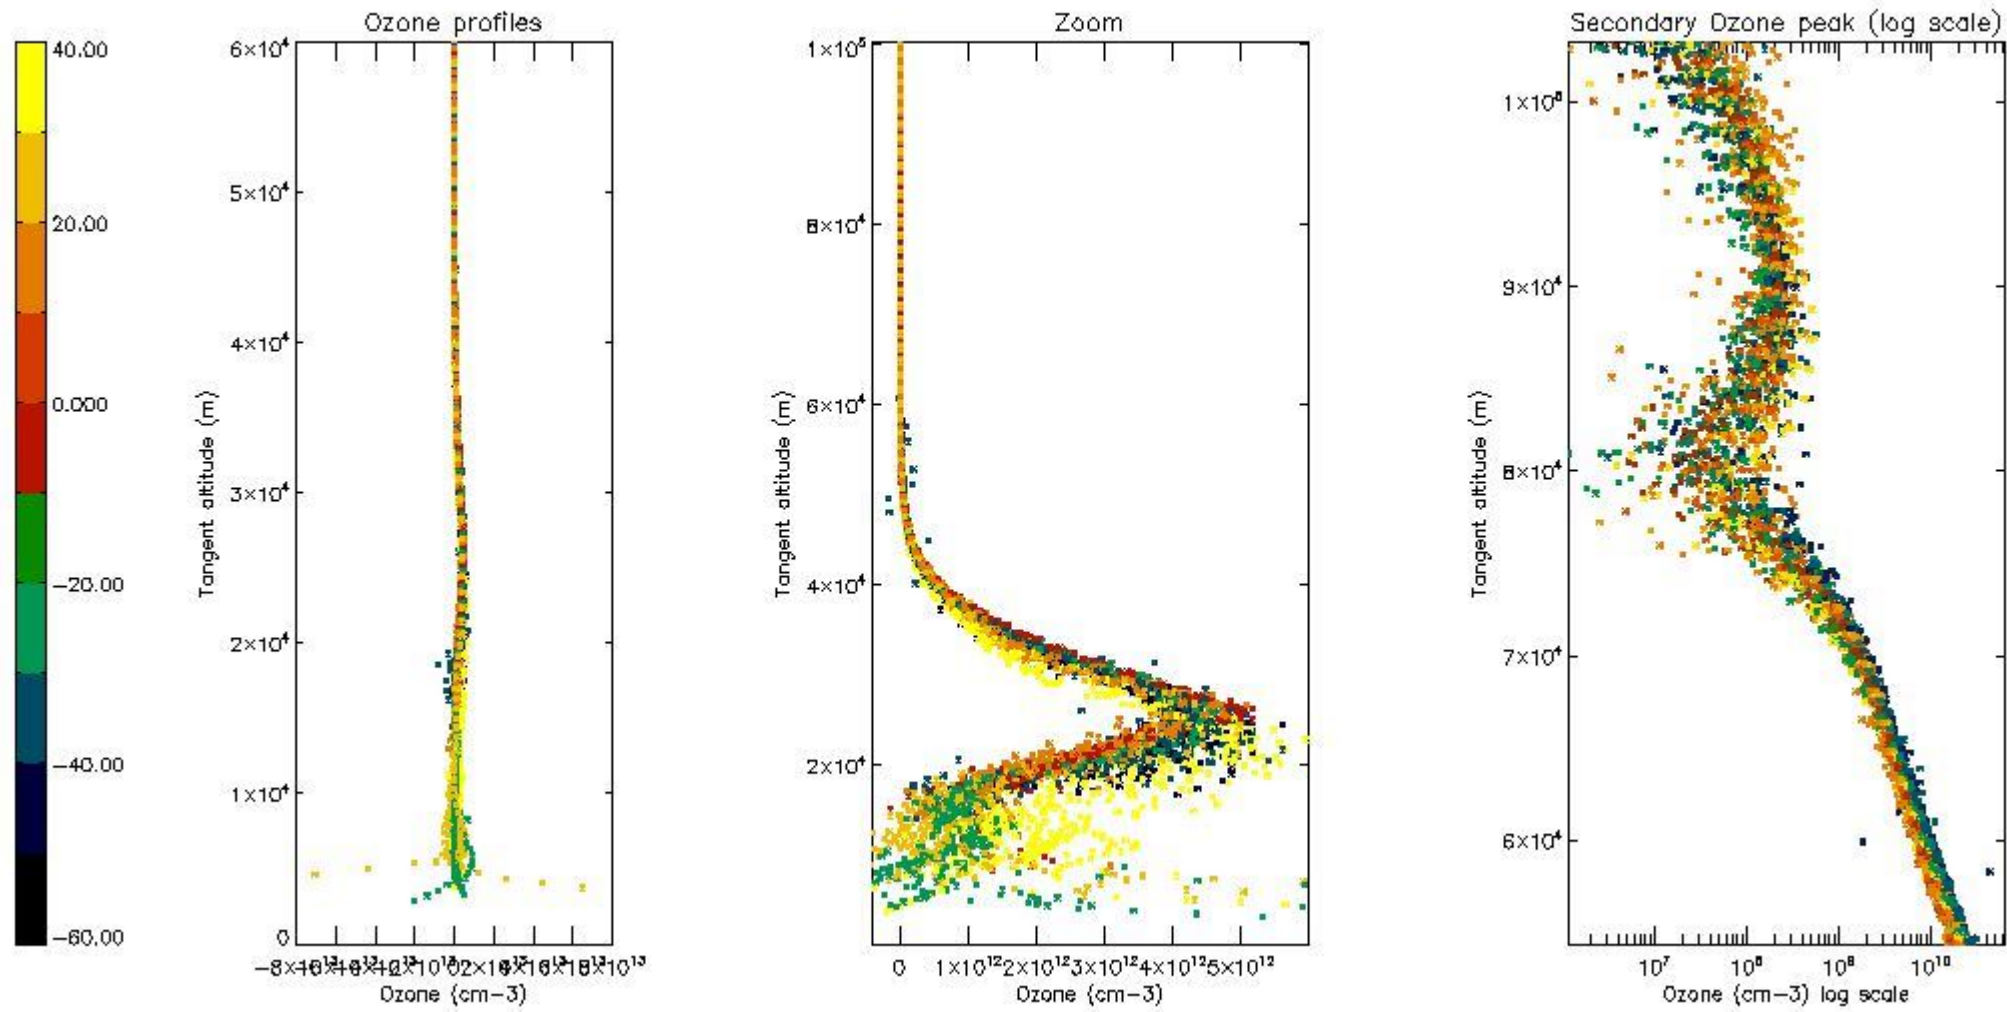 Ozone profiles
Zoom
Secondary Ozone peak (log scale)
40.00
20.00
0.000
−20.00
−40.00
−60.00
6×10⁴
5×10⁴
4×10⁴
3×10⁴
2×10⁴
1×10⁴
0
Tangent altitude (m)
Ozone (cm−3)
1×10⁵
8×10⁴
6×10⁴
4×10⁴
2×10⁴
Tangent altitude (m)
0 1×10¹² 2×10¹² 3×10¹² 4×10¹² 5×10¹²
Ozone (cm−3)
1×10⁵
9×10⁴
8×10⁴
7×10⁴
6×10⁴
Tangent altitude (m)
10⁷ 10⁸ 10⁹ 10¹⁰
Ozone (cm−3) log scale